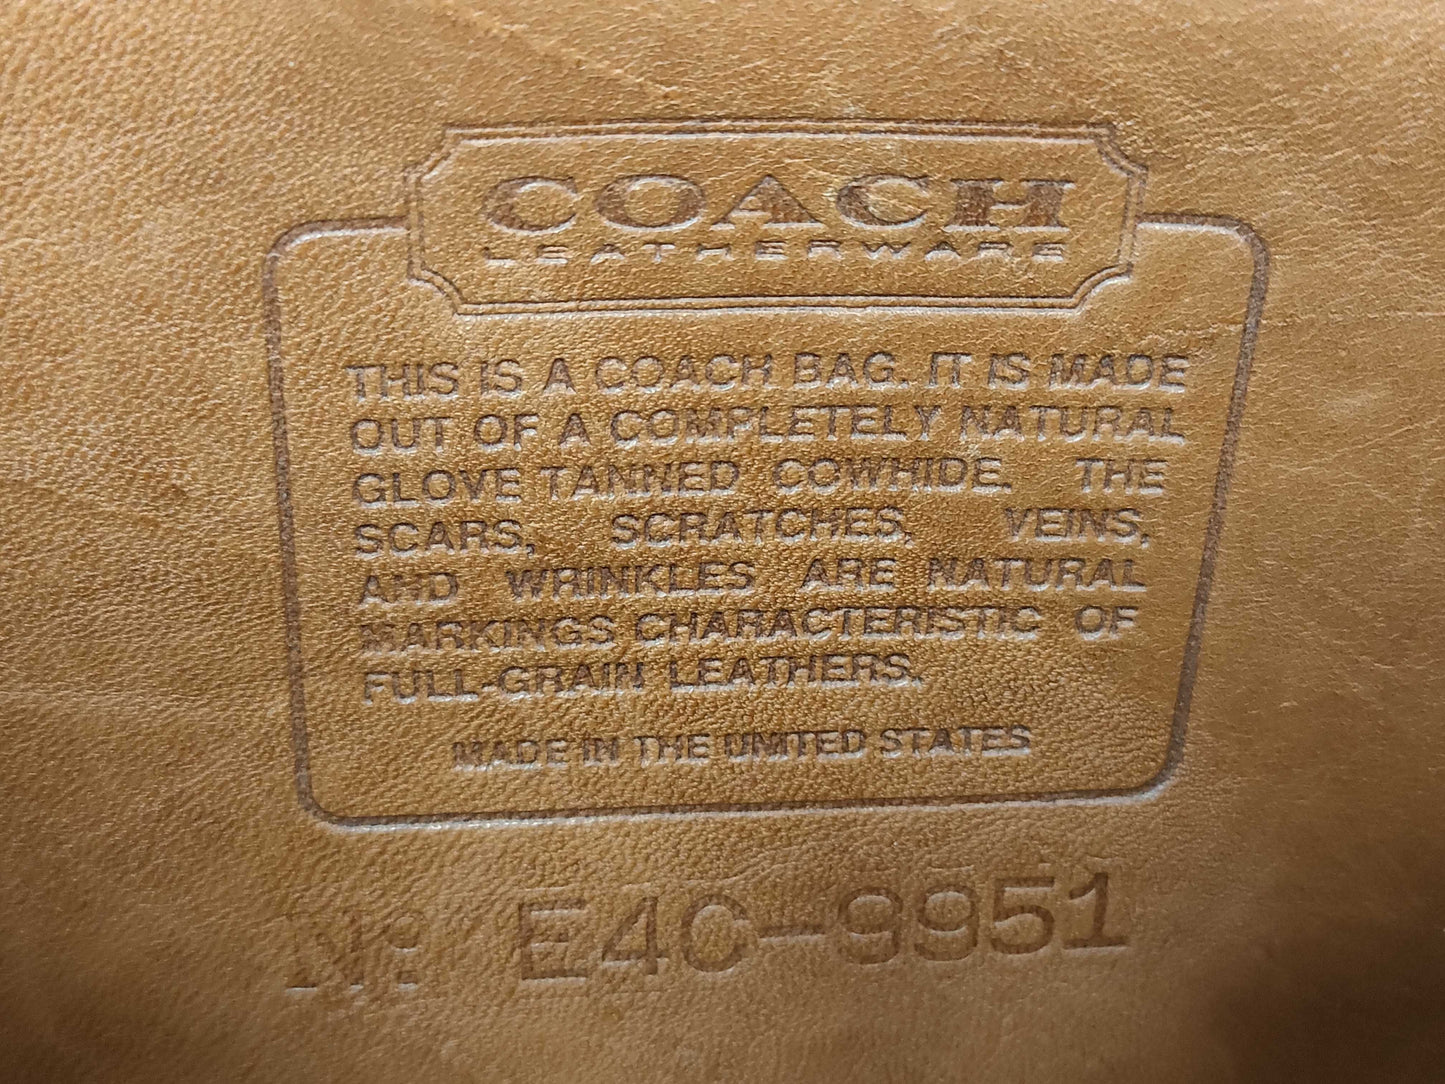 COACH
LEATHERWARE
THIS IS A COACH BAG. IT IS MADE
OUT OF A COMPLETELY NATURAL
GLOVE TANNED COWHIDE. THE
SCARS, SCRATCHES, VEINS,
AND WRINKLES ARE NATURAL
MARKINGS CHARACTERISTIC OF
FULL-GRAIN LEATHERS.
MADE IN THE UNITED STATES
Nº E4C-9951